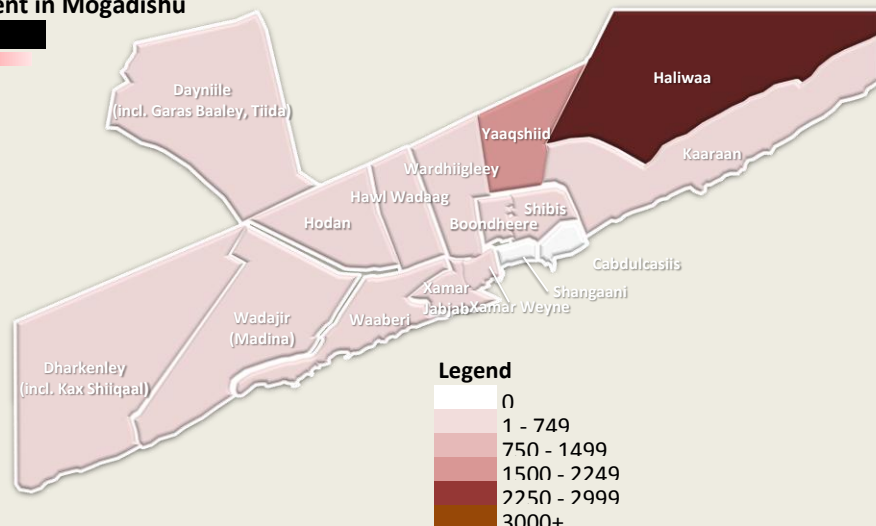 ent in Mogadishu
Dayniile
(incl. Garas Baaley, Tiida)
Haliwaa
Yaaqshiid
Kaaraan
Wardhiigleey
Hawl Wadaag
Hodan
Shibis
Boondheere
Cabdulcasiis
Shangaani
Xamar Weyne
Xamar
Jabjab
Waaberi
Wadajir
(Madina)
Dharkenley
(incl. Kax Shiiqaal)
Legend
0
1 - 749
750 - 1499
1500 - 2249
2250 - 2999
3000+